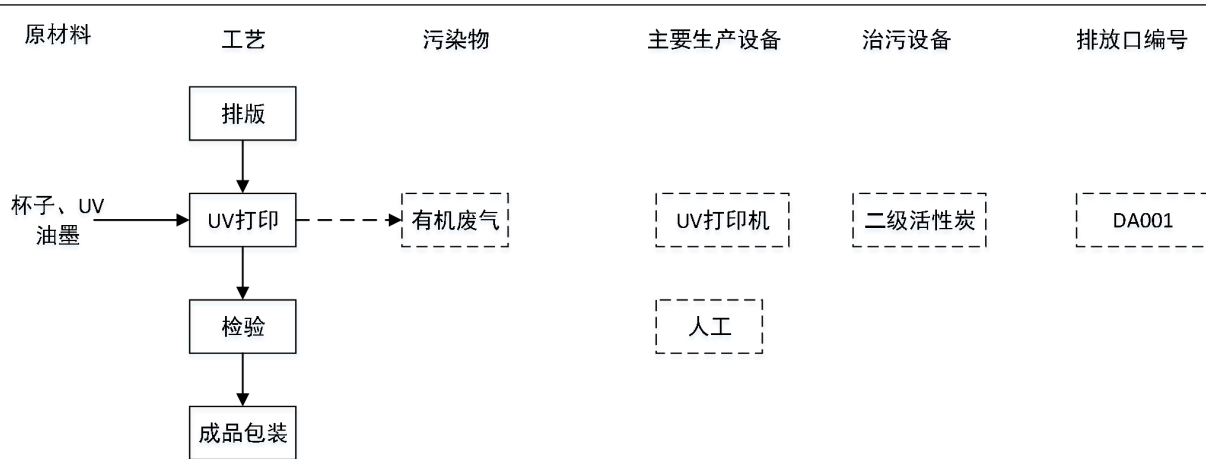 原材料
工艺
污染物
主要生产设备
治污设备
排放口编号
排版
杯子、UV
油墨
UV打印
有机废气
UV打印机
二级活性炭
DA001
检验
人工
成品包装